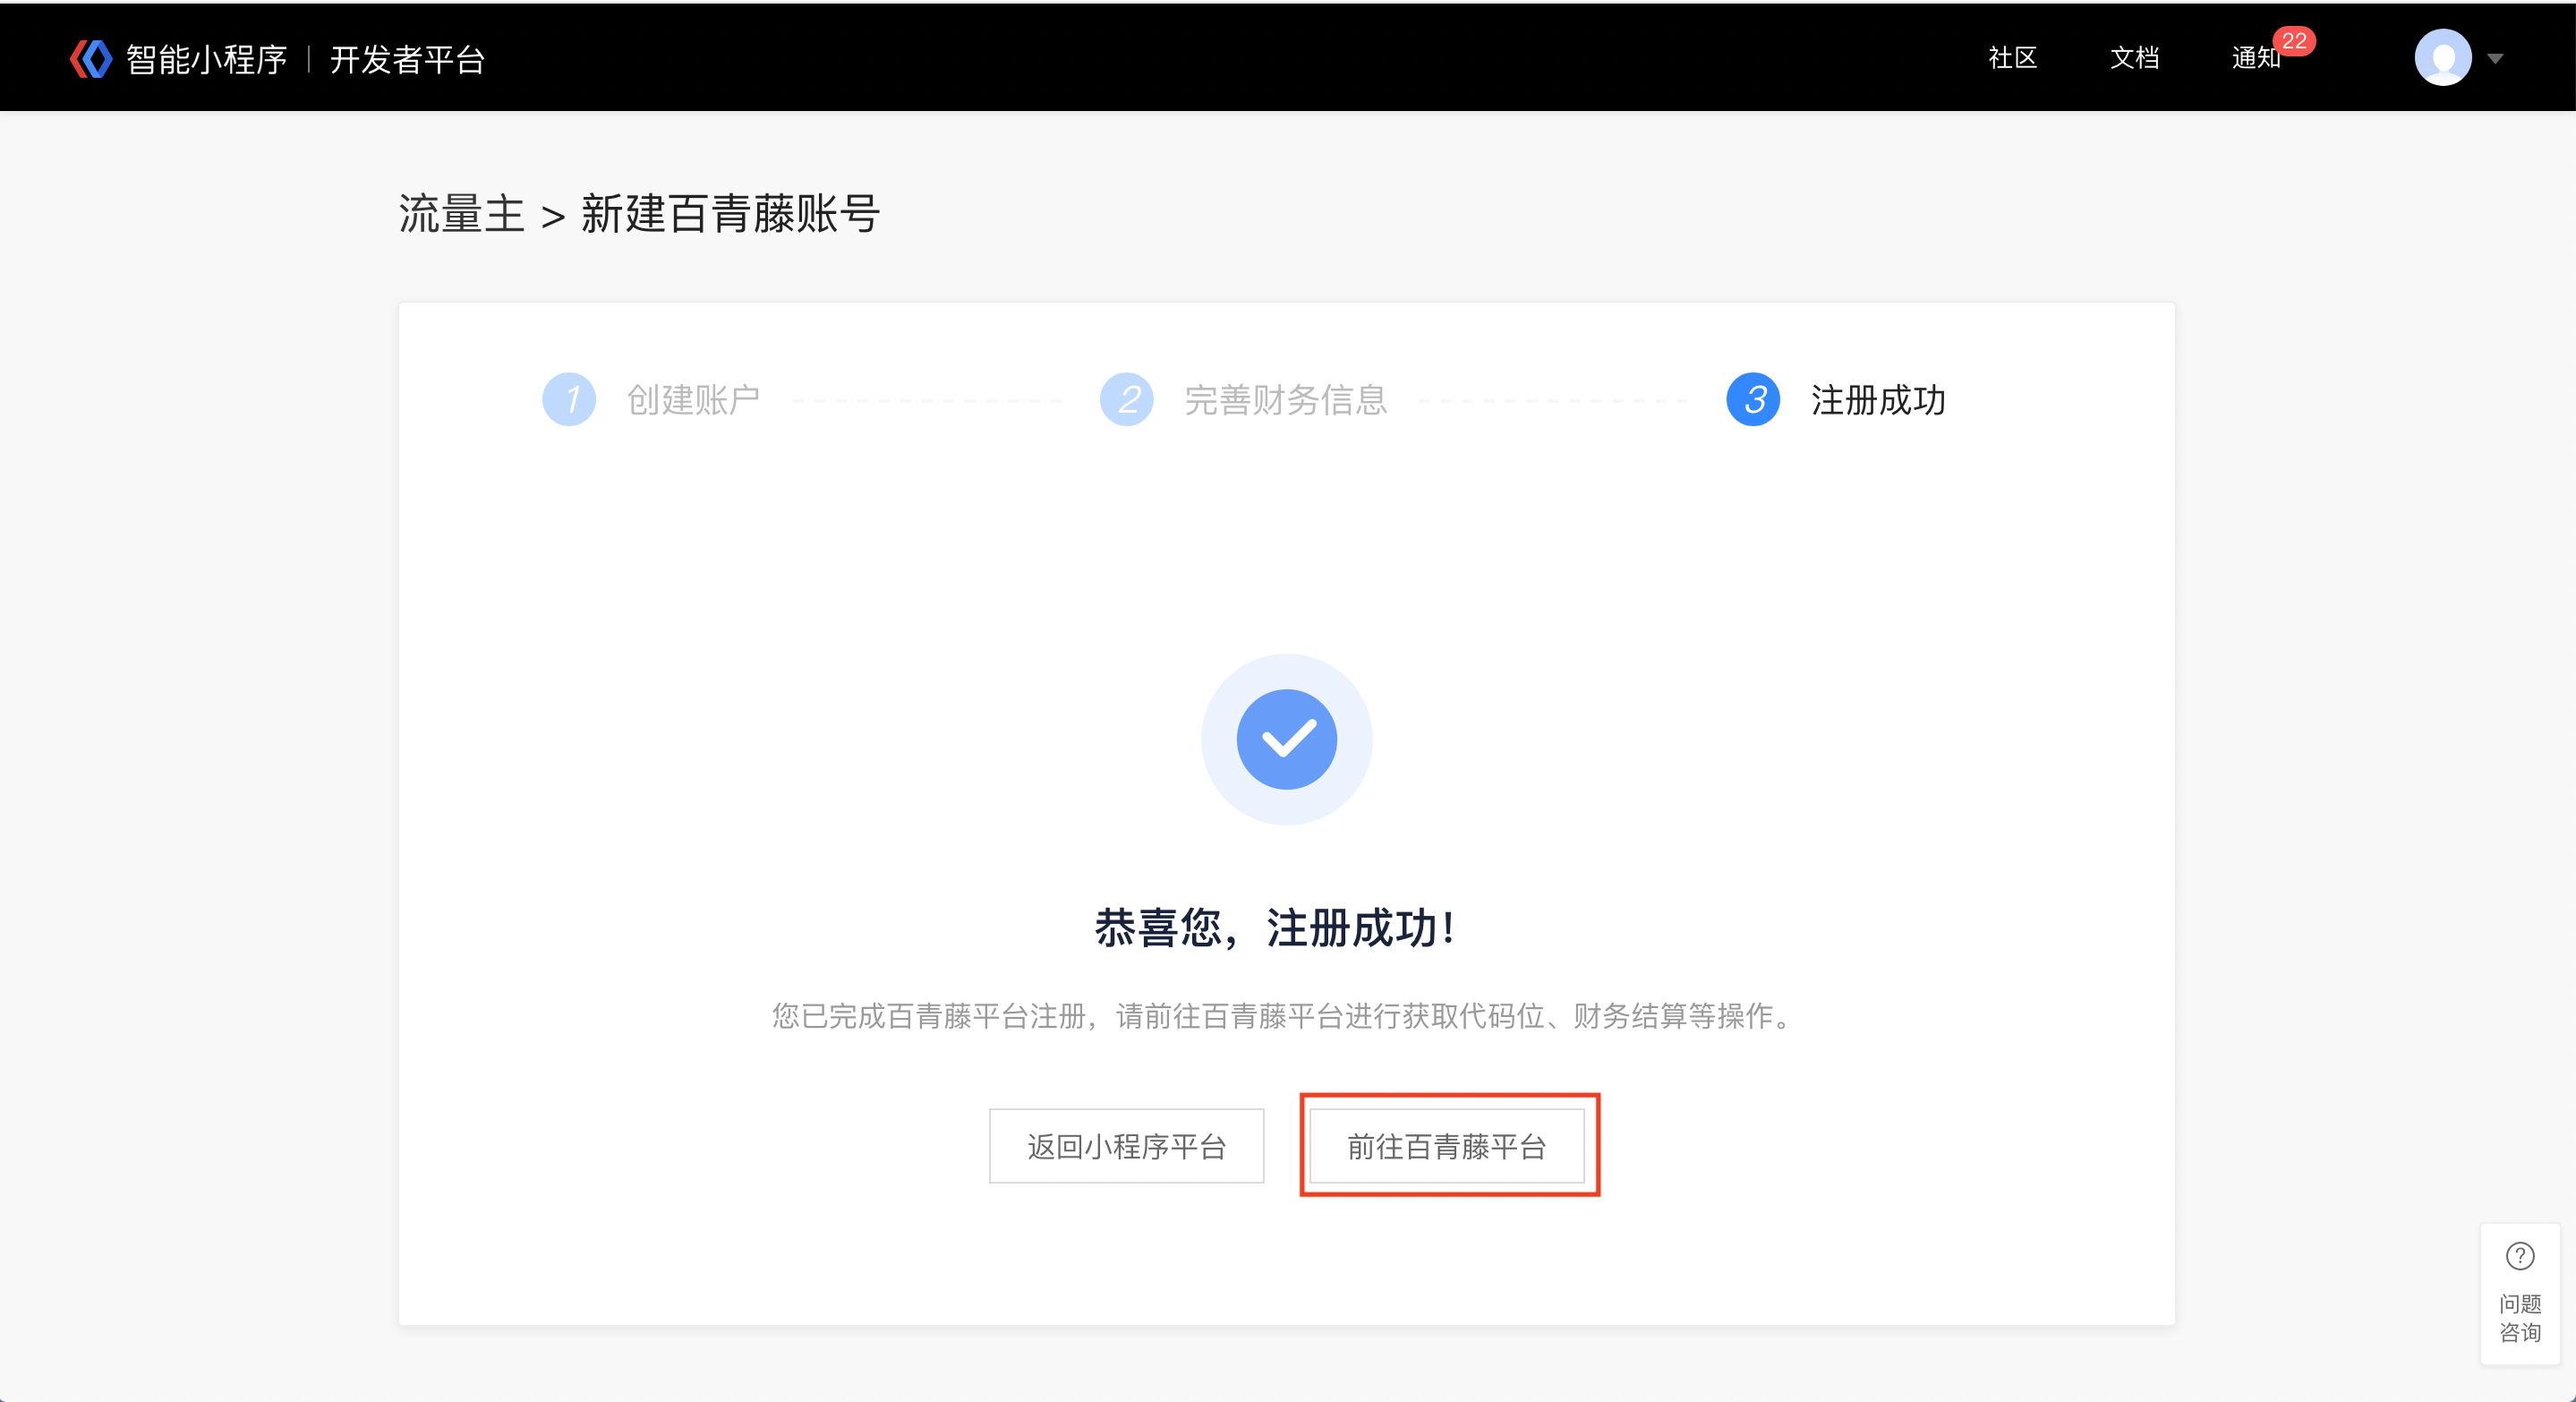 智能小程序 | 开发者平台 社区 文档 通知 22
流量主 > 新建百青藤账号
1 创建账户 2 完善财务信息 3 注册成功
恭喜您，注册成功！
您已完成百青藤平台注册，请前往百青藤平台进行获取代码位、财务结算等操作。
返回小程序平台 前往百青藤平台
?
问题
咨询